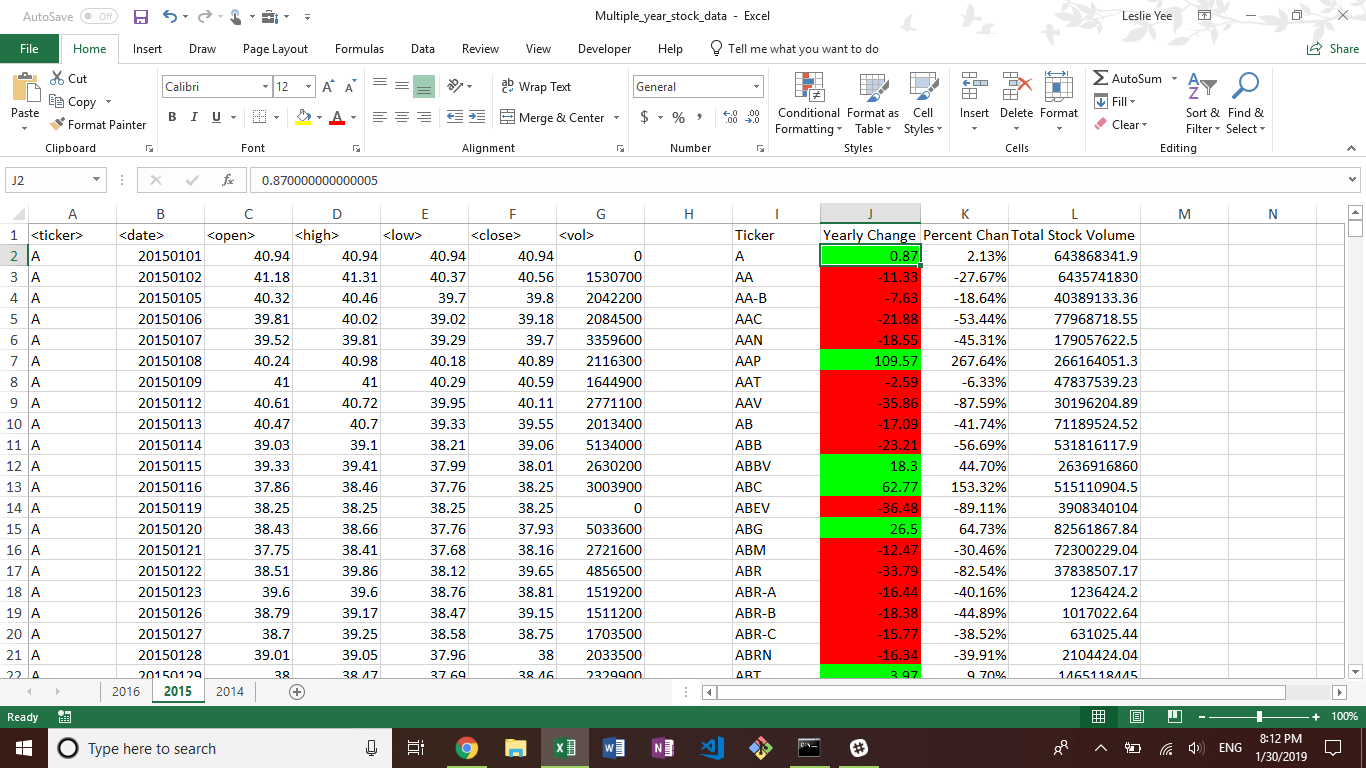 AutoSave Off Multiple_year_stock_data - Excel Leslie Yee
File Home Insert Draw Page Layout Formulas Data Review View Developer Help Tell me what you want to do Share
Paste Cut Copy Format Painter Clipboard
Calibri 12 B I U A A A Font
ab Wrap Text Merge & Center Alignment
General $ % , Number
Conditional Formatting Format as Table Cell Styles Styles
Insert Delete Format Cells
AutoSum Fill Clear Sort & Filter Find & Select Editing
J2 fx 0.870000000000005
A B C D E F G H I J K L M N
1 <ticker> <date> <open> <high> <low> <close> <vol> Ticker Yearly Change Percent Chan Total Stock Volume
2 A 20150101 40.94 40.94 40.94 40.94 0 A 0.87 2.13% 643868341.9
3 A 20150102 41.18 41.31 40.37 40.56 1530700 AA -11.33 -27.67% 6435741830
4 A 20150105 40.32 40.46 39.7 39.8 2042200 AA-B -7.63 -18.64% 40389133.36
5 A 20150106 39.81 40.02 39.02 39.18 2084500 AAC -21.88 -53.44% 77968718.55
6 A 20150107 39.52 39.81 39.29 39.7 3359600 AAN -18.55 -45.31% 179057622.5
7 A 20150108 40.24 40.98 40.18 40.89 2116300 AAP 109.57 267.64% 266164051.3
8 A 20150109 41 41 40.29 40.59 1644900 AAT -2.59 -6.33% 47837539.23
9 A 20150112 40.61 40.72 39.95 40.11 2771100 AAV -35.86 -87.59% 30196204.89
10 A 20150113 40.47 40.7 39.33 39.55 2013400 AB -17.09 -41.74% 71189524.52
11 A 20150114 39.03 39.1 38.21 39.06 5134000 ABB -23.21 -56.69% 531816117.9
12 A 20150115 39.33 39.41 37.99 38.01 2630200 ABBV 18.3 44.70% 2636916860
13 A 20150116 37.86 38.46 37.76 38.25 3003900 ABC 62.77 153.32% 515110904.5
14 A 20150119 38.25 38.25 38.25 38.25 0 ABEV -36.48 -89.11% 3908340104
15 A 20150120 38.43 38.66 37.76 37.93 5033600 ABG 26.5 64.73% 82561867.84
16 A 20150121 37.75 38.41 37.68 38.16 2721600 ABM -12.47 -30.46% 72300229.04
17 A 20150122 38.51 39.86 38.12 39.65 4856500 ABR -33.79 -82.54% 37838507.17
18 A 20150123 39.6 39.6 38.76 38.81 1519200 ABR-A -16.44 -40.16% 1236424.2
19 A 20150126 38.79 39.17 38.47 39.15 1511200 ABR-B -18.38 -44.89% 1017022.64
20 A 20150127 38.7 39.25 38.58 38.75 1703500 ABR-C -15.77 -38.52% 631025.44
21 A 20150128 39.01 39.05 37.96 38 2033500 ABRN -16.34 -39.91% 2104424.04
22 A 20150129 38 38.47 37.69 38.46 2329900 ABT 3.97 9.70% 1465118445
2016 2015 2014
Ready 100%
Type here to search ENG 8:12 PM
1/30/2019